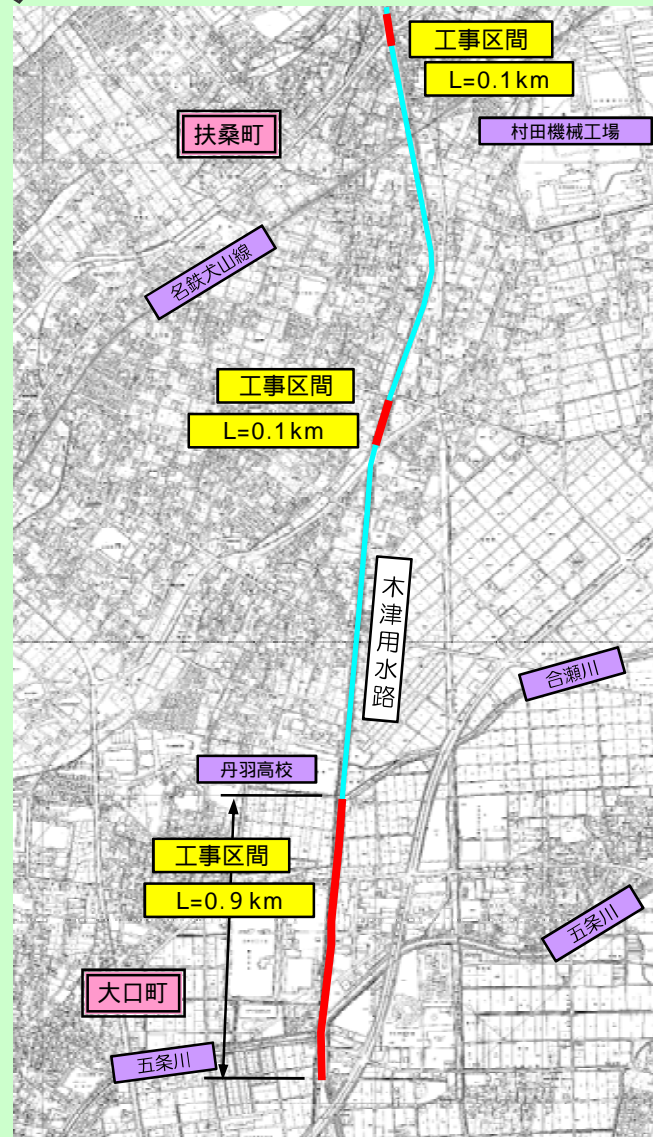 工事区間
L=0.1km
扶桑町
村田機械工場
名鉄犬山線
工事区間
L=0.1km
木津用水路
合瀬川
丹羽高校
工事区間
L=0.9km
五条川
大口町
五条川